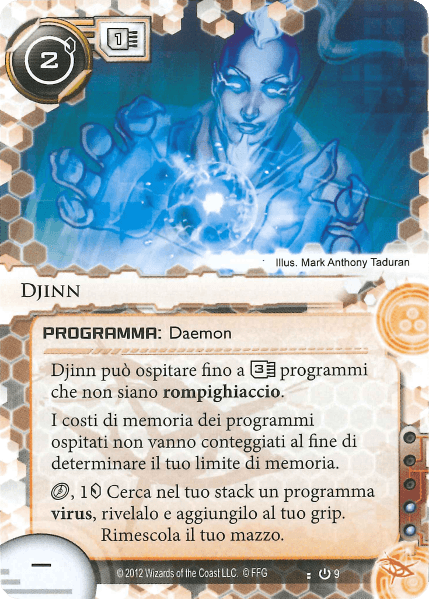 2
1
Illus. Mark Anthony Taduran
DJINN
PROGRAMMA: Daemon
Djinn può ospitare fino a 3 programmi
che non siano rompighiaccio.
I costi di memoria dei programmi
ospitati non vanno conteggiati al fine di
determinare il tuo limite di memoria.
, 1 Cerca nel tuo stack un programma
virus, rivelalo e aggiungilo al tuo grip.
Rimescola il tuo mazzo.
–
© 2012 Wizards of the Coast LLC. © FFG
9